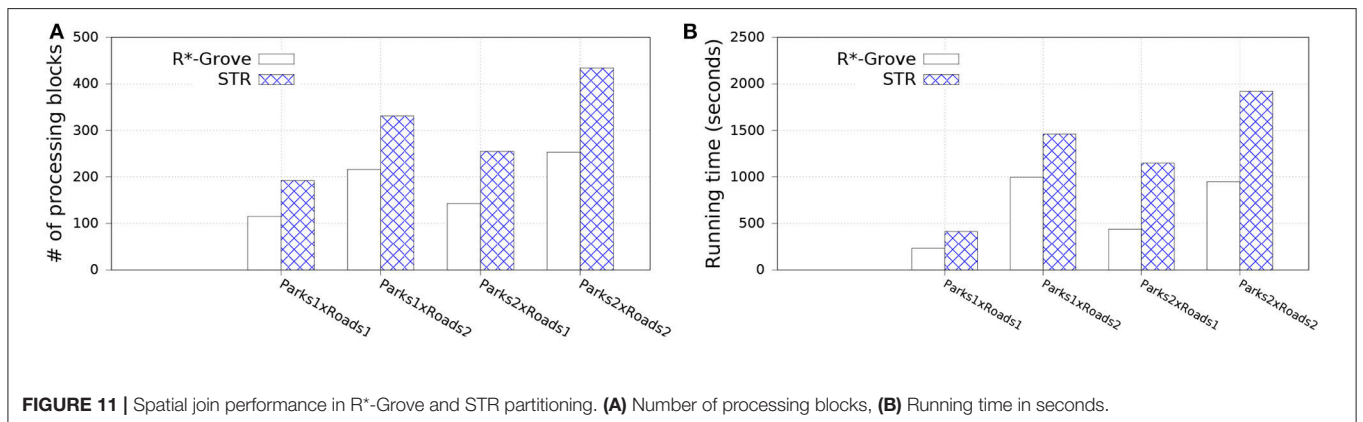 A
# of processing blocks
500
400
300
200
100
0
R*-Grove
STR
Parks1xRoads1
Parks1xRoads2
Parks2xRoads1
Parks2xRoads2
B
Running time (seconds)
2500
2000
1500
1000
500
0
R*-Grove
STR
Parks1xRoads1
Parks1xRoads2
Parks2xRoads1
Parks2xRoads2
FIGURE 11 | Spatial join performance in R*-Grove and STR partitioning. (A) Number of processing blocks, (B) Running time in seconds.